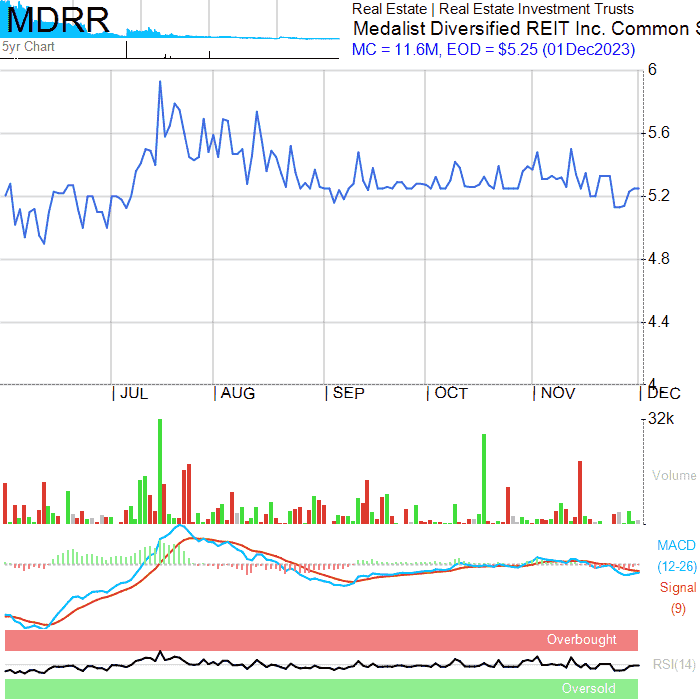 MDRR
5yr Chart
Real Estate | Real Estate Investment Trusts
Medalist Diversified REIT Inc. Common S
MC = 11.6M, EOD = $5.25 (01Dec2023)
6
5.6
5.2
4.8
4.4
4
JUL AUG SEP OCT NOV DEC
32k
Volume
MACD
(12-26)
Signal
(9)
Overbought
RSI(14)
Oversold